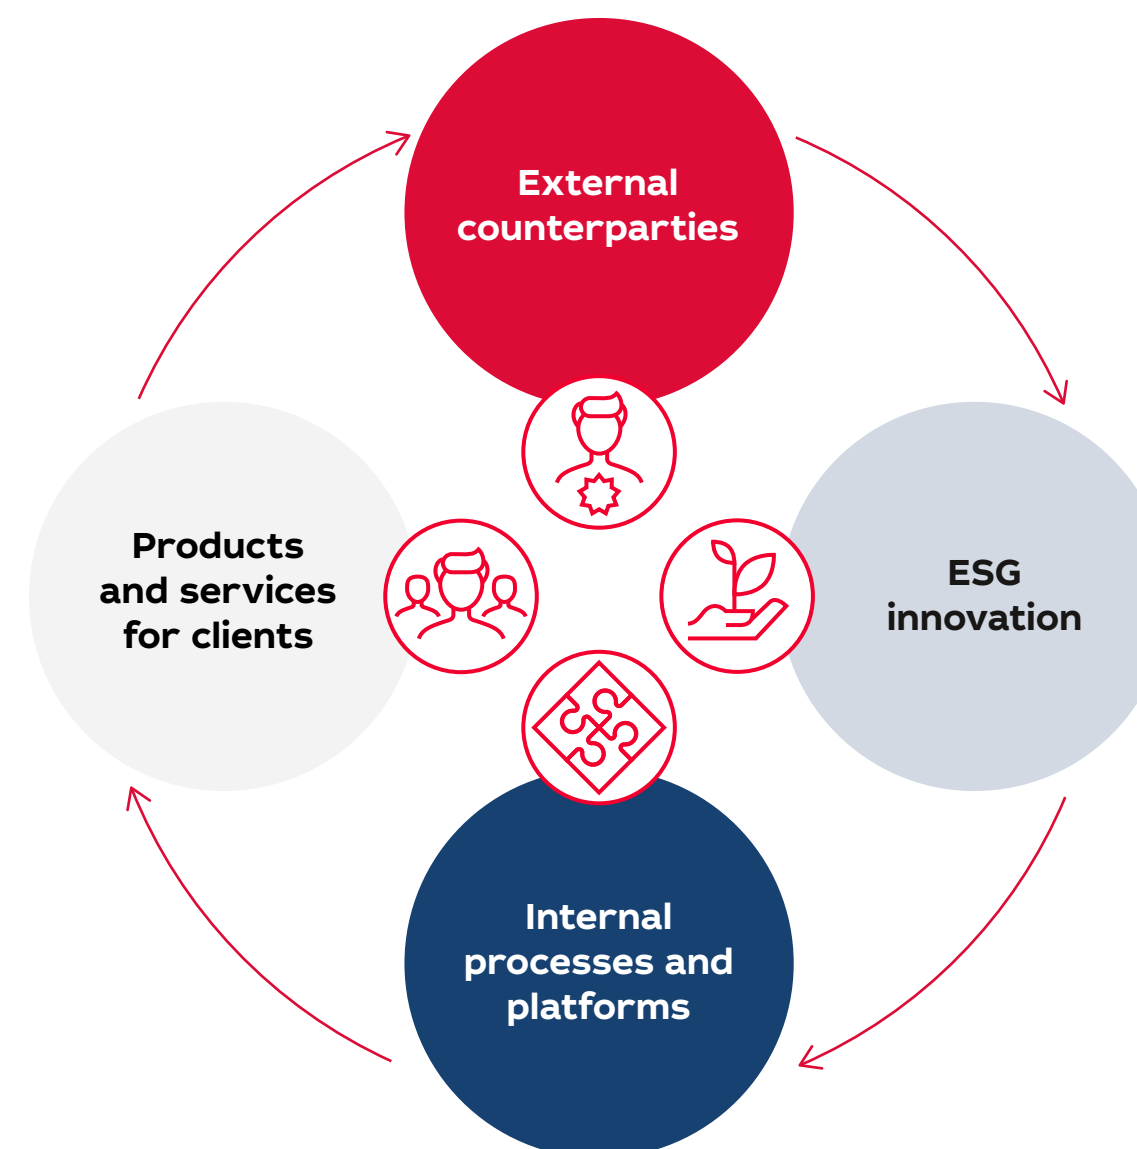 External
counterparties
Products
and services
for clients
ESG
innovation
Internal
processes and
platforms